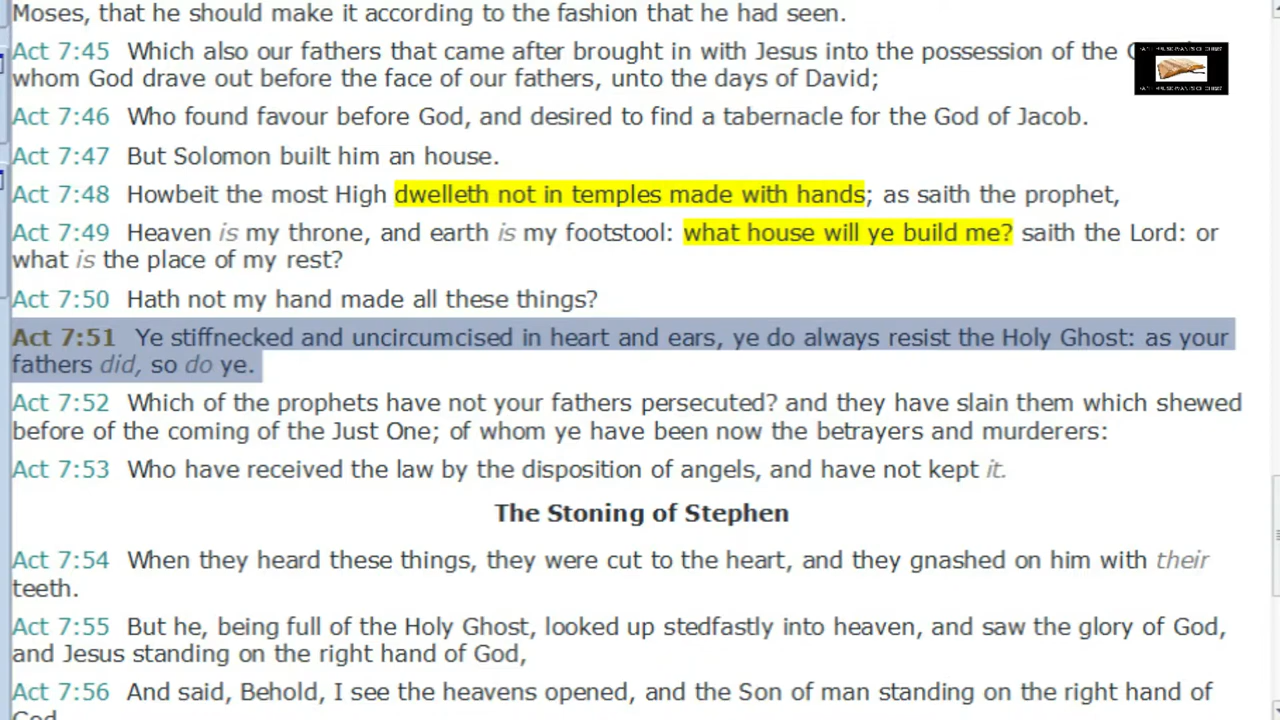 Moses, that he should make it according to the fashion that he had seen.
Act 7:45 Which also our fathers that came after brought in with Jesus into the possession of the
whom God drave out before the face of our fathers, unto the days of David;
Act 7:46 Who found favour before God, and desired to find a tabernacle for the God of Jacob.
Act 7:47 But Solomon built him an house.
Act 7:48 Howbeit the most High dwelleth not in temples made with hands; as saith the prophet,
Act 7:49 Heaven is my throne, and earth is my footstool: what house will ye build me? saith the Lord: or
what is the place of my rest?
Act 7:50 Hath not my hand made all these things?
Act 7:51 Ye stiffnecked and uncircumcised in heart and ears, ye do always resist the Holy Ghost: as your
fathers did, so do ye.
Act 7:52 Which of the prophets have not your fathers persecuted? and they have slain them which shewed
before of the coming of the Just One; of whom ye have been now the betrayers and murderers:
Act 7:53 Who have received the law by the disposition of angels, and have not kept it.
The Stoning of Stephen
Act 7:54 When they heard these things, they were cut to the heart, and they gnashed on him with their
teeth.
Act 7:55 But he, being full of the Holy Ghost, looked up stedfastly into heaven, and saw the glory of God,
and Jesus standing on the right hand of God,
Act 7:56 And said, Behold, I see the heavens opened, and the Son of man standing on the right hand of
God